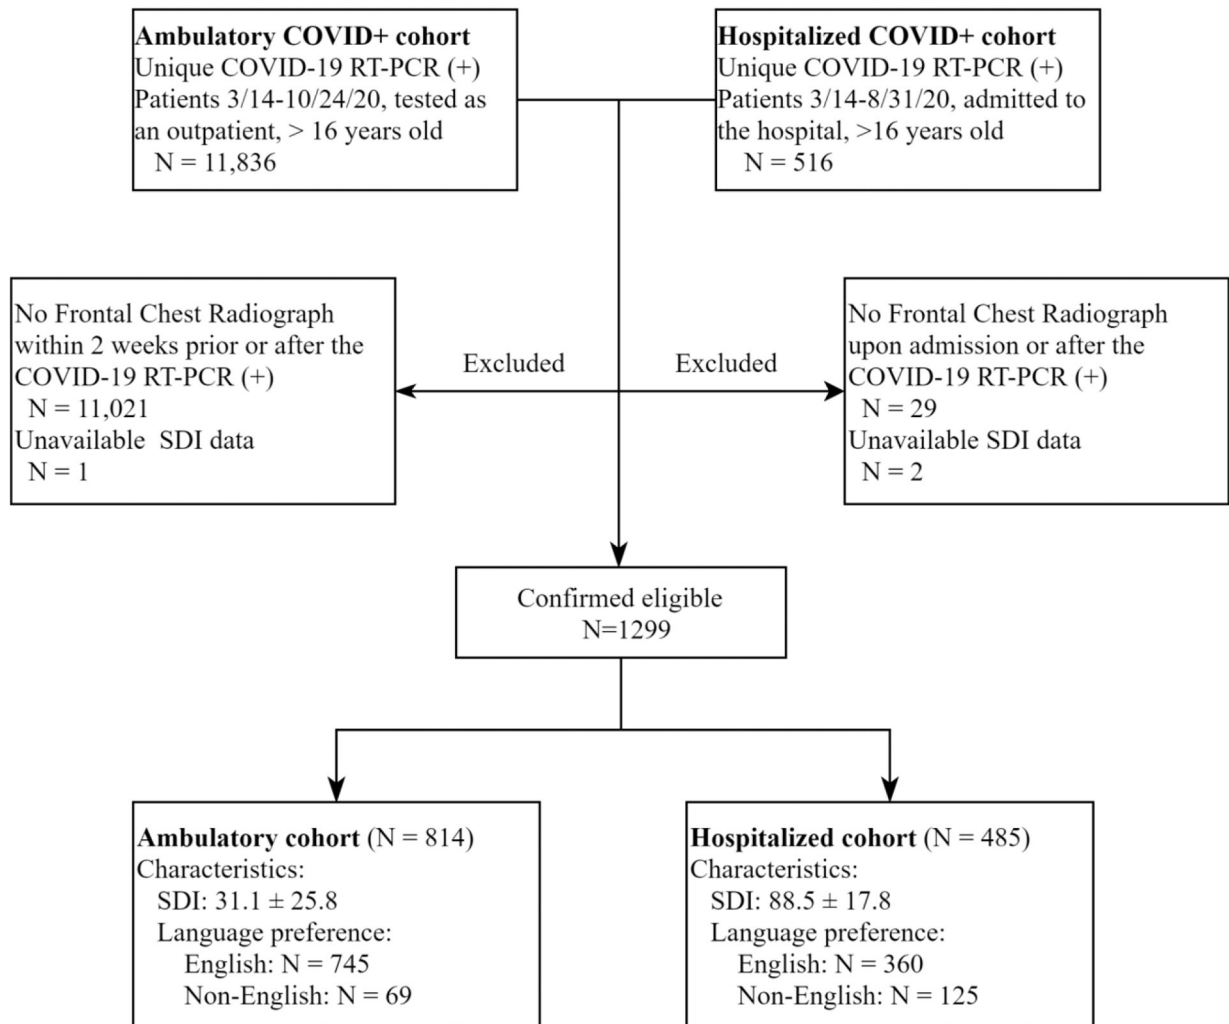 Ambulatory COVID+ cohort
Unique COVID-19 RT-PCR (+)
Patients 3/14-10/24/20, tested as
an outpatient, > 16 years old
N = 11,836
Hospitalized COVID+ cohort
Unique COVID-19 RT-PCR (+)
Patients 3/14-8/31/20, admitted to
the hospital, >16 years old
N = 516
No Frontal Chest Radiograph
within 2 weeks prior or after the
COVID-19 RT-PCR (+)
N = 11,021
Unavailable SDI data
N = 1
Excluded
Excluded
No Frontal Chest Radiograph
upon admission or after the
COVID-19 RT-PCR (+)
N = 29
Unavailable SDI data
N = 2
Confirmed eligible
N=1299
Ambulatory cohort (N = 814)
Characteristics:
SDI: 31.1 ± 25.8
Language preference:
English: N = 745
Non-English: N = 69
Hospitalized cohort (N = 485)
Characteristics:
SDI: 88.5 ± 17.8
Language preference:
English: N = 360
Non-English: N = 125